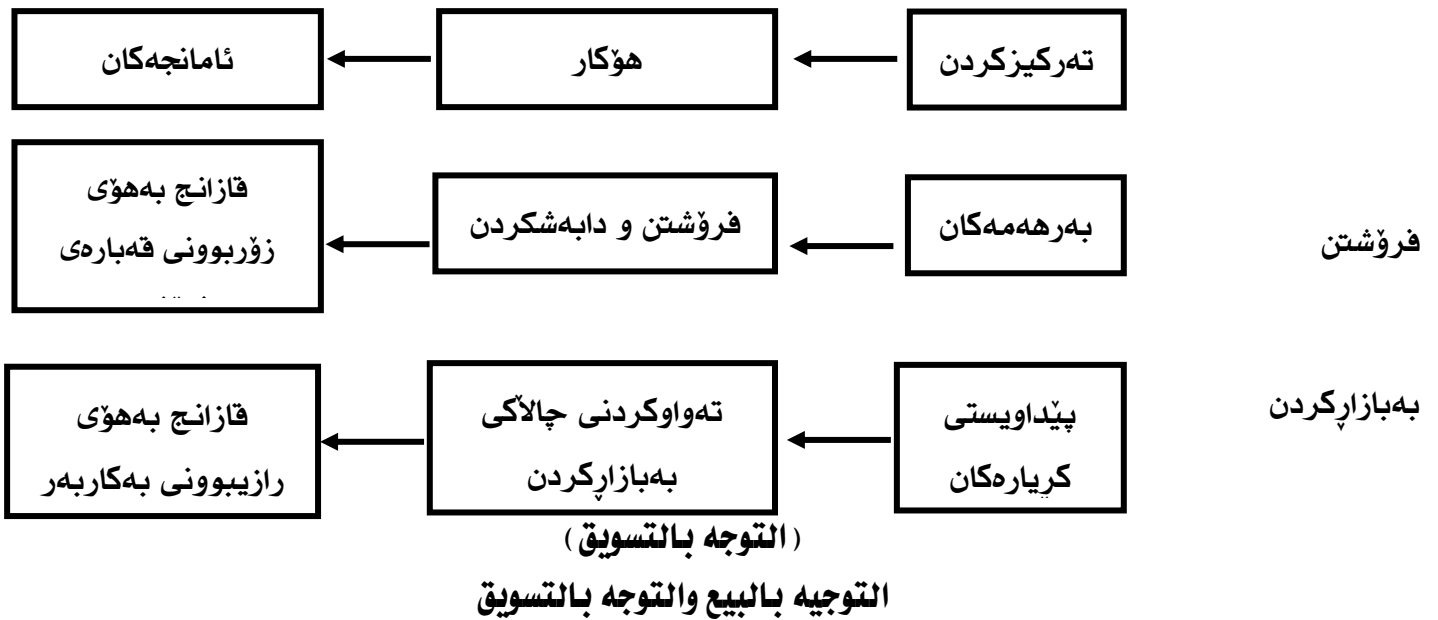 تەرکیزکردن
هۆکار
ئامانجەکان
فرۆشتن
بەرهەمەکان
فرۆشتن و دابەشکردن
قازانج بەهۆی
زۆربوونی قەبارەی
بەبازاڕکردن
پێداویستی
کڕیارەکان
تەواوکردنی چالاکی
بەبازاڕکردن
قازانج بەهۆی
رازیبوونی بەکاربەر
(التوجه بالتسويق)
التوجيه بالبيع والتوجه بالتسويق